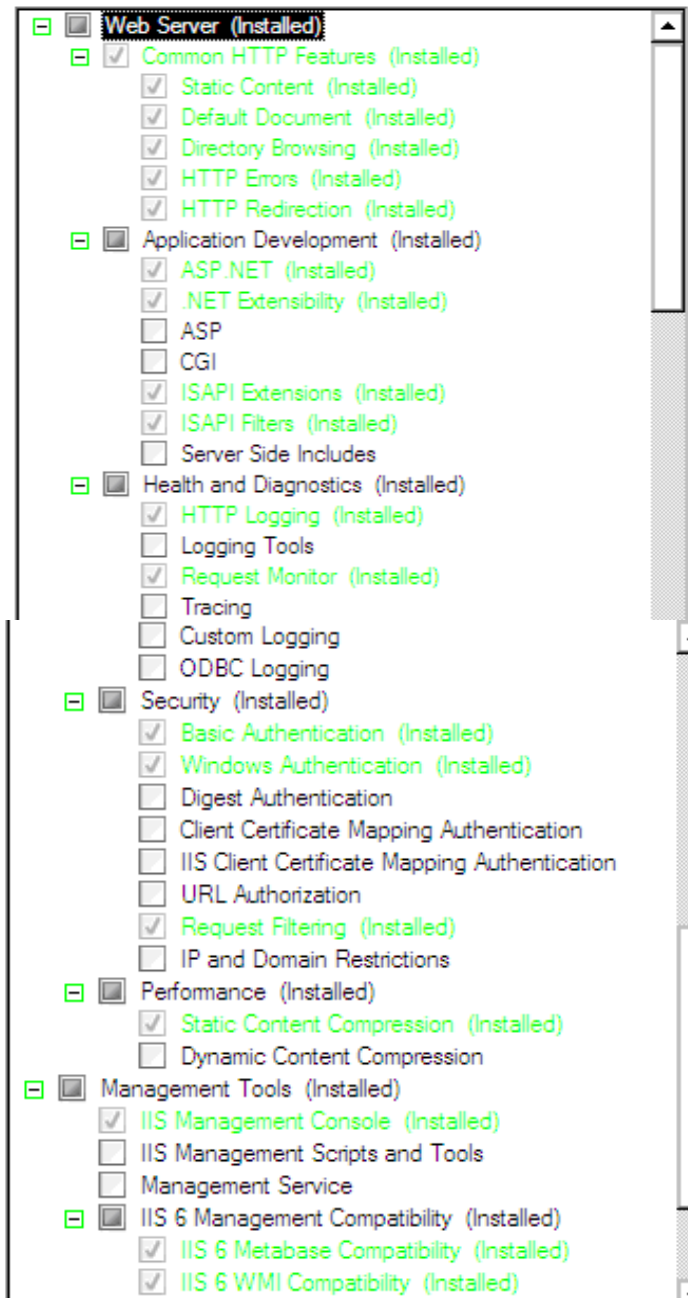 Web Server (Installed)
Common HTTP Features (Installed)
Static Content (Installed)
Default Document (Installed)
Directory Browsing (Installed)
HTTP Errors (Installed)
HTTP Redirection (Installed)
Application Development (Installed)
ASP.NET (Installed)
.NET Extensibility (Installed)
ASP
CGI
ISAPI Extensions (Installed)
ISAPI Filters (Installed)
Server Side Includes
Health and Diagnostics (Installed)
HTTP Logging (Installed)
Logging Tools
Request Monitor (Installed)
Tracing
Custom Logging
ODBC Logging
Security (Installed)
Basic Authentication (Installed)
Windows Authentication (Installed)
Digest Authentication
Client Certificate Mapping Authentication
IIS Client Certificate Mapping Authentication
URL Authorization
Request Filtering (Installed)
IP and Domain Restrictions
Performance (Installed)
Static Content Compression (Installed)
Dynamic Content Compression
Management Tools (Installed)
IIS Management Console (Installed)
IIS Management Scripts and Tools
Management Service
IIS 6 Management Compatibility (Installed)
IIS 6 Metabase Compatibility (Installed)
IIS 6 WMI Compatibility (Installed)